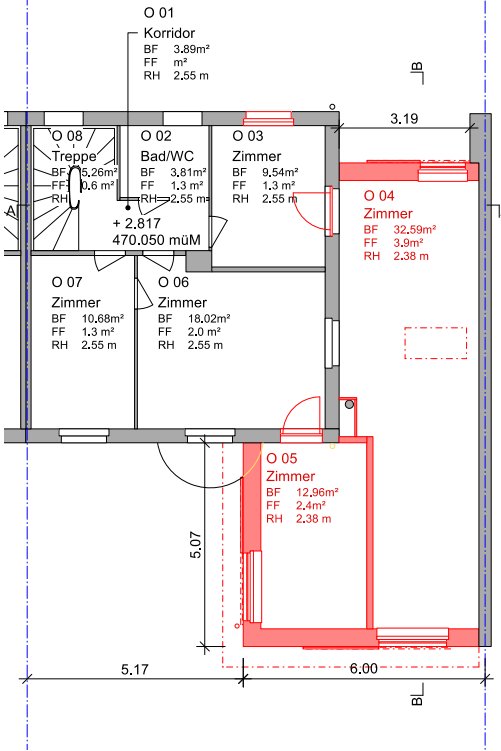 O 01
Korridor
BF 3.89m²
FF m²
RH 2.55 m
B
3.19
O 08
Treppe
BF 5.26m²
FF 0.6 m²
RH
O 02
Bad/WC
BF 3.81m²
FF 1.3 m²
RH 2.55 m
O 03
Zimmer
BF 9.54m²
FF 1.3 m²
RH 2.55 m
O 04
Zimmer
BF 32.59m²
FF 3.9m²
RH 2.38 m
A
+ 2.817
470.050 müM
O 07
Zimmer
BF 10.68m²
FF 1.3 m²
RH 2.55 m
O 06
Zimmer
BF 18.02m²
FF 2.0 m²
RH 2.55 m
O 05
Zimmer
BF 12.96m²
FF 2.4m²
RH 2.38 m
5.07
5.17
6.00
B